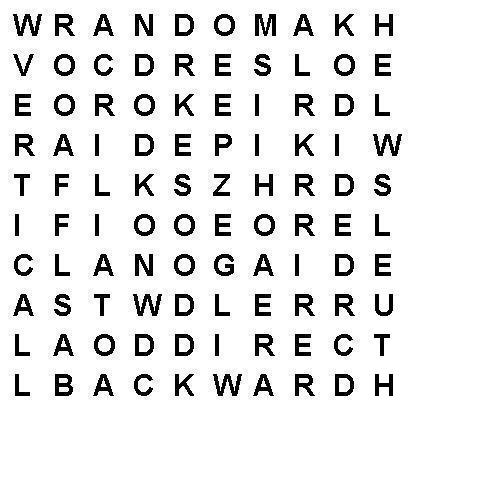 W R A N D O M A K H
V O C D R E S L O E
E O R O K E I R D L
R A I D E P I K I W
T F L K S Z H R D S
I F I O O E O R E L
C L A N O G A I D E
A S T W D L E R R U
L A O D D I R E C T
L B A C K W A R D H